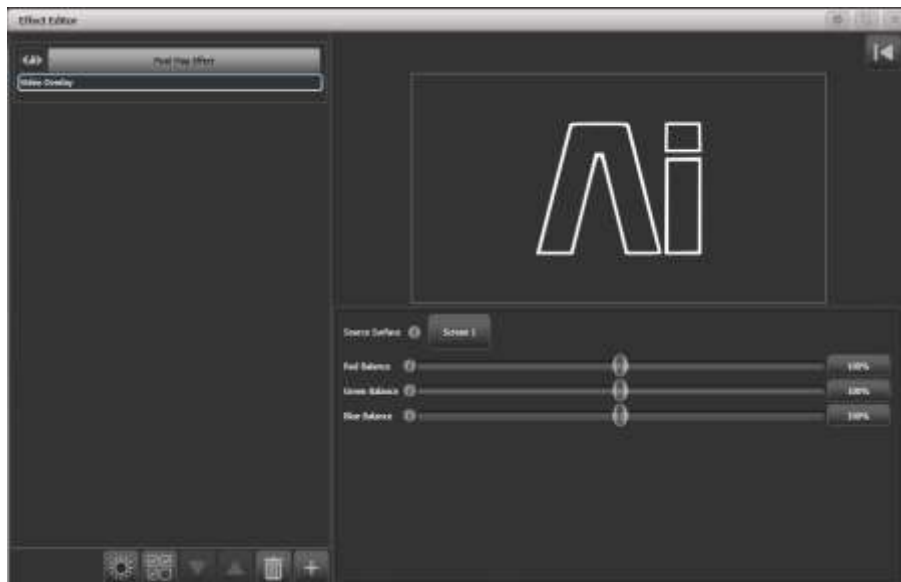 Effect Editor
Pixel Map Effect
Video Overlay
Ai
Source Surface
Screen 1
Red Balance
100%
Green Balance
100%
Blue Balance
100%